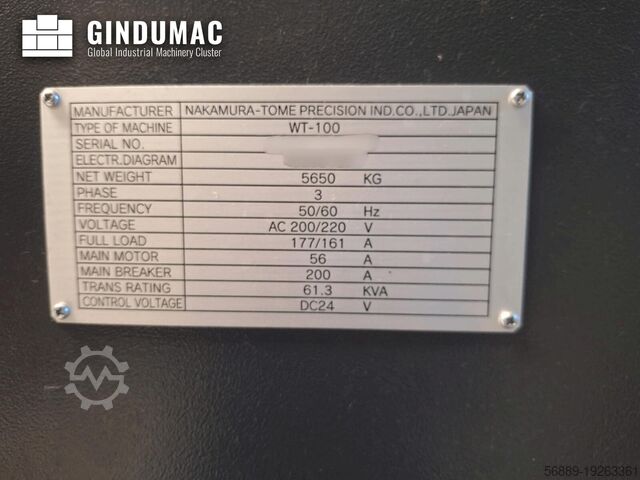 GINDUMAC
Global Industrial Machinery Cluster
MANUFACTURER NAKAMURA-TOME PRECISION IND.CO.,LTD.JAPAN
TYPE OF MACHINE WT-100
SERIAL NO.
ELECTR.DIAGRAM
NET WEIGHT 5650 KG
PHASE 3
FREQUENCY 50/60 Hz
VOLTAGE AC 200/220 V
FULL LOAD 177/161 A
MAIN MOTOR 56 A
MAIN BREAKER 200 A
TRANS RATING 61.3 KVA
CONTROL VOLTAGE DC24 V
56889-19263361